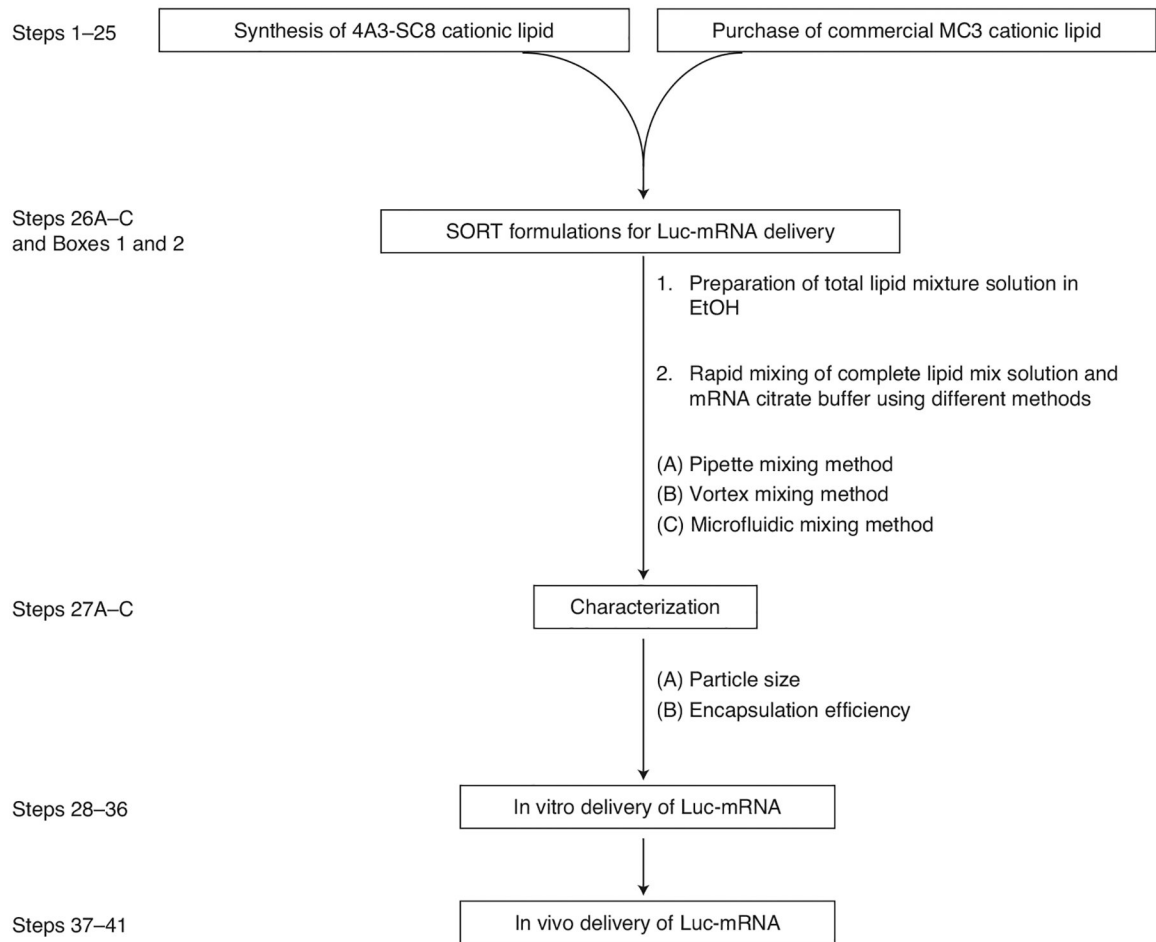 Steps 1–25
Synthesis of 4A3-SC8 cationic lipid
Purchase of commercial MC3 cationic lipid
Steps 26A–C
and Boxes 1 and 2
SORT formulations for Luc-mRNA delivery
1. Preparation of total lipid mixture solution in
EtOH
2. Rapid mixing of complete lipid mix solution and
mRNA citrate buffer using different methods
(A) Pipette mixing method
(B) Vortex mixing method
(C) Microfluidic mixing method
Steps 27A–C
Characterization
(A) Particle size
(B) Encapsulation efficiency
Steps 28–36
In vitro delivery of Luc-mRNA
Steps 37–41
In vivo delivery of Luc-mRNA